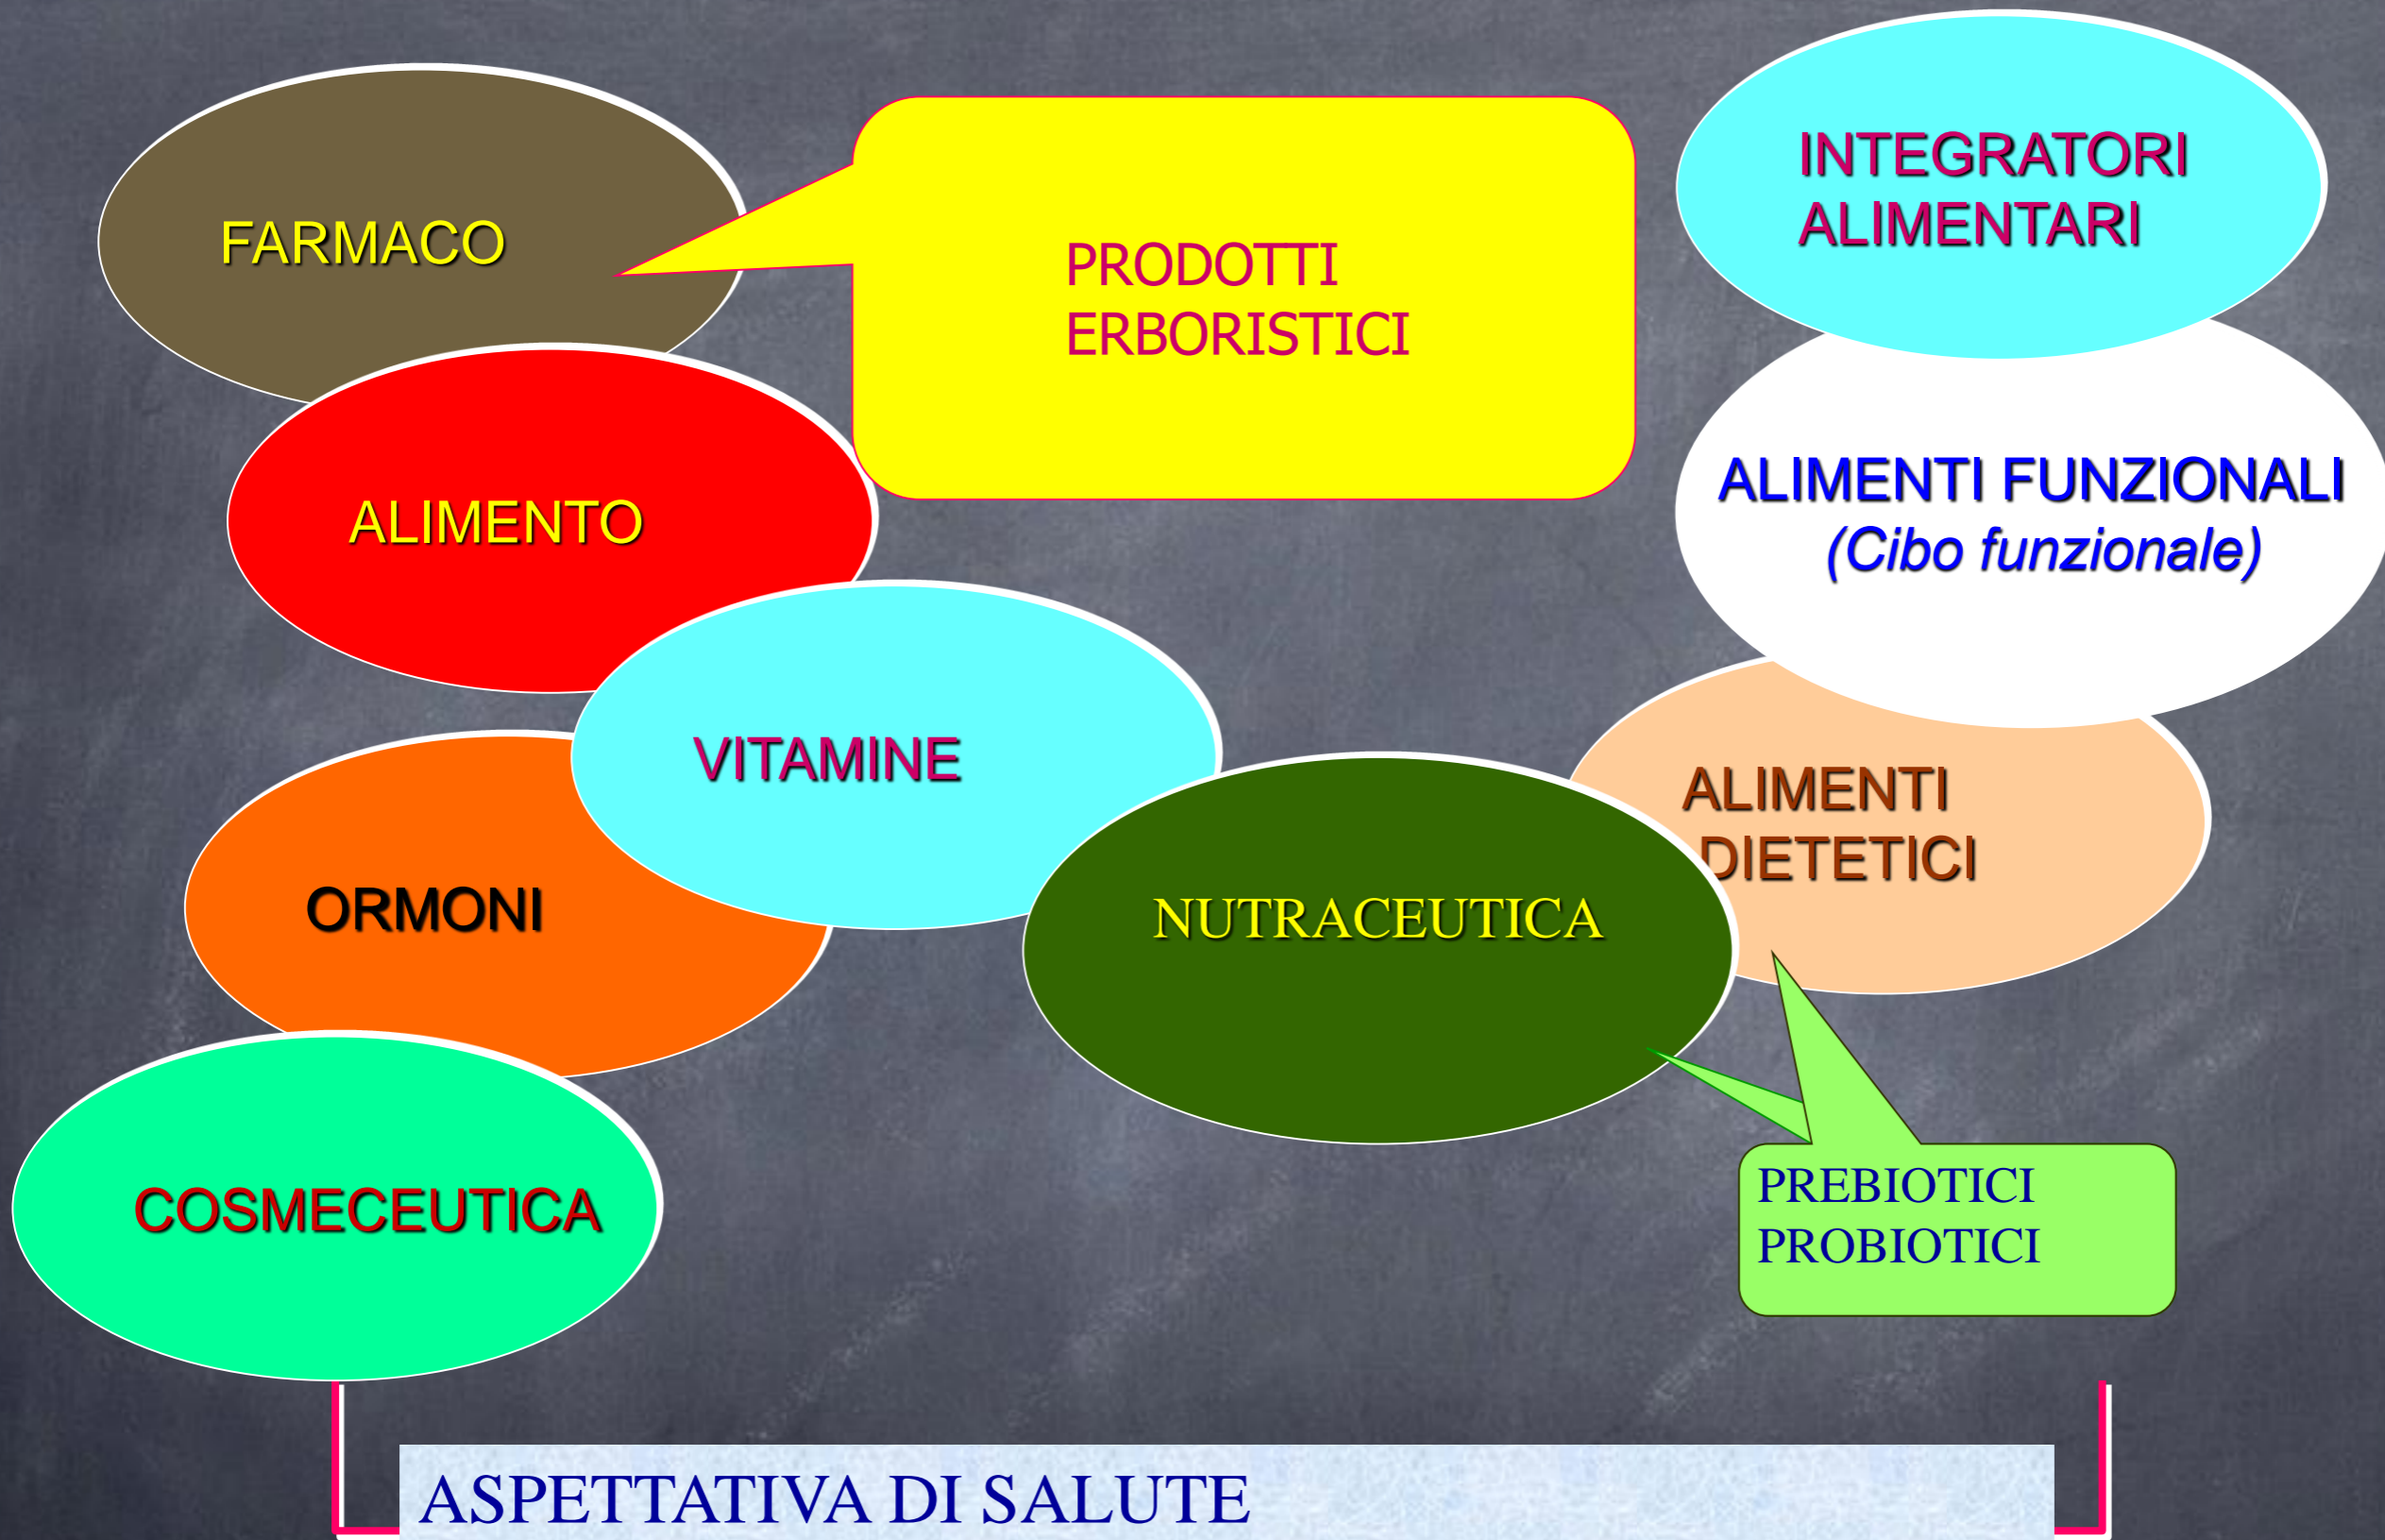 FARMACO
PRODOTTI
ERBORISTICI
INTEGRATORI
ALIMENTARI
ALIMENTO
ALIMENTI FUNZIONALI
(Cibo funzionale)
VITAMINE
ALIMENTI
DIETETICI
ORMONI
NUTRACEUTICA
COSMECEUTICA
PREBIOTICI
PROBIOTICI
ASPETTATIVA DI SALUTE